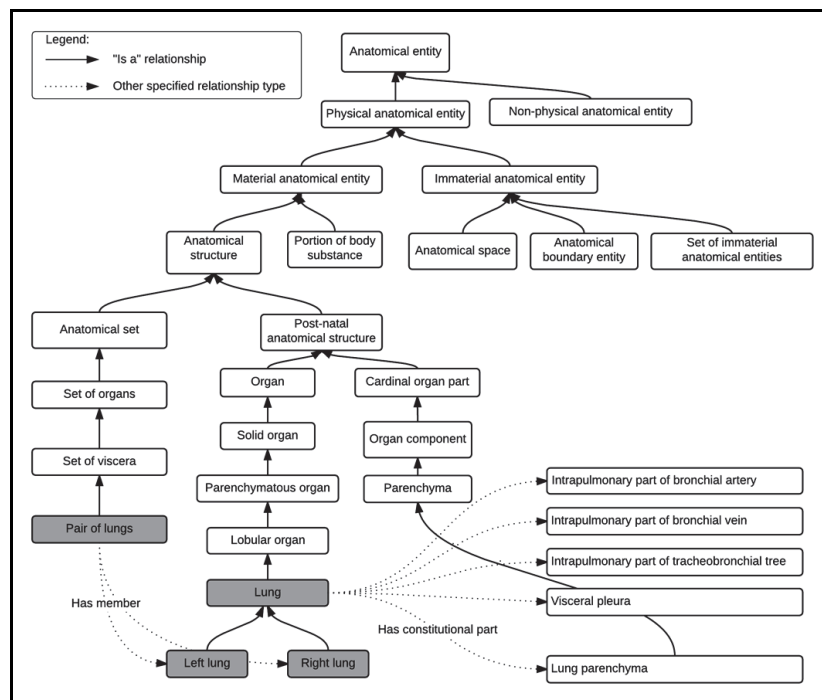 Legend:
"Is a" relationship
Other specified relationship type
Anatomical entity
Physical anatomical entity
Non-physical anatomical entity
Material anatomical entity
Immaterial anatomical entity
Anatomical
structure
Portion of body
substance
Anatomical space
Anatomical
boundary entity
Set of immaterial
anatomical entities
Anatomical set
Post-natal
anatomical structure
Set of organs
Organ
Cardinal organ part
Set of viscera
Solid organ
Organ component
Pair of lungs
Parenchymatous organ
Parenchyma
Intrapulmonary part of bronchial artery
Intrapulmonary part of bronchial vein
Lobular organ
Intrapulmonary part of tracheobronchial tree
Lung
Visceral pleura
Has member
Has constitutional part
Left lung
Right lung
Lung parenchyma